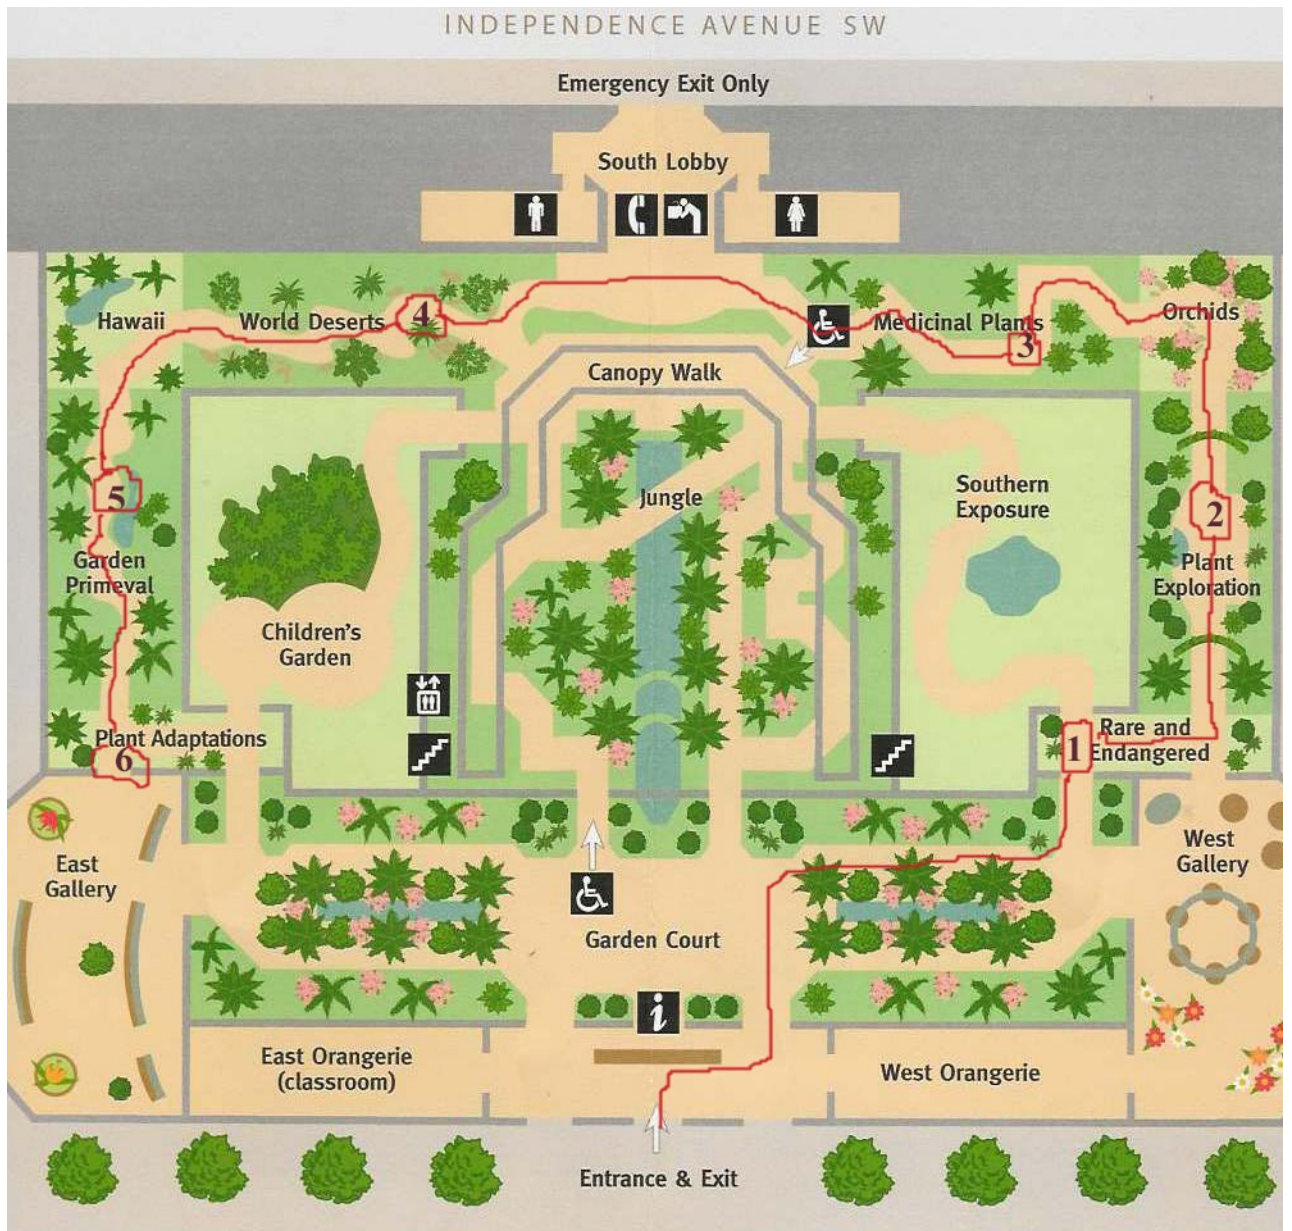 INDEPENDENCE AVENUE SW
Emergency Exit Only
South Lobby
Hawaii
World Deserts
4
Medicinal Plants
3
Orchids
Canopy Walk
Jungle
Southern
Exposure
5
2
Garden
Primeval
Plant
Exploration
Children's
Garden
Plant Adaptations
6
1
Rare and
Endangered
East
Gallery
West
Gallery
Garden Court
i
East Orangerie
(classroom)
West Orangerie
Entrance & Exit